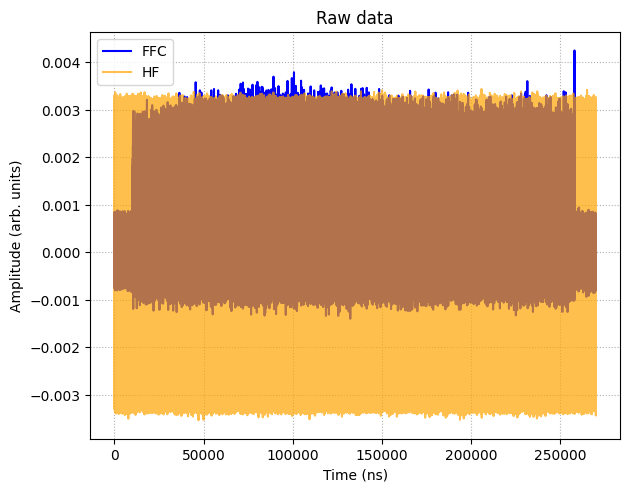 Raw data
FFC
HF
0.004
0.003
0.002
0.001
0.000
−0.001
−0.002
−0.003
Amplitude (arb. units)
0 50000 100000 150000 200000 250000
Time (ns)